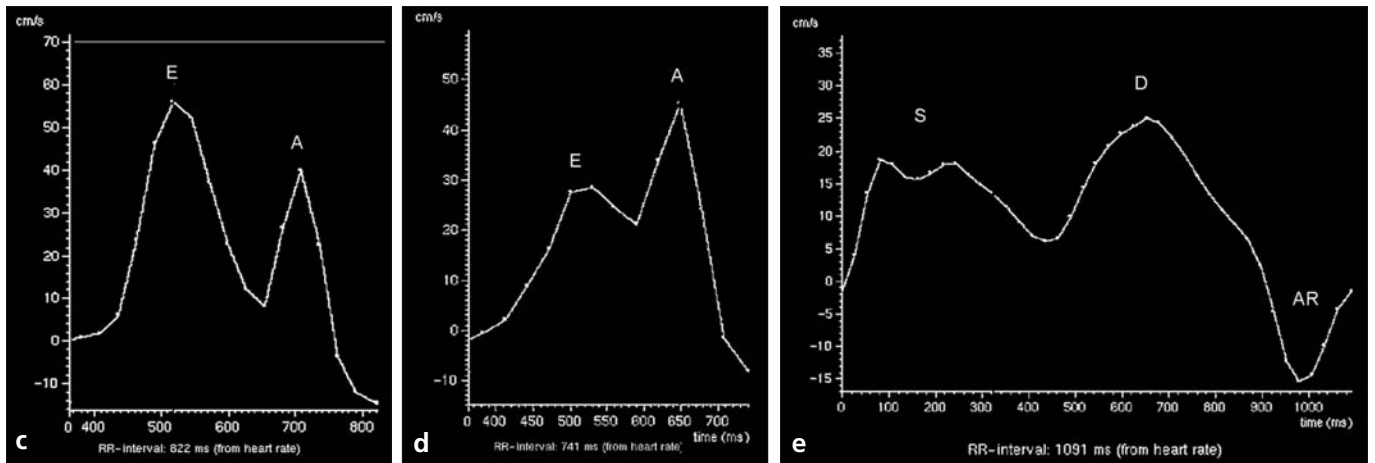 cm/s
70
60
50
40
30
20
10
0
-10
E
A
0 400 500 600 700 800
RR-interval: 822 ms (from heart rate)
c
cm/s
50
40
30
20
10
0
-10
E
A
0 400 450 500 550 600 650 700
time (ms)
RR-interval: 741 ms (from heart rate)
d
cm/s
35
30
25
20
15
10
5
0
-5
-10
-15
S
D
AR
0 100 200 300 400 500 600 700 800 900 1000
time (ms)
RR-interval: 1091 ms (from heart rate)
e